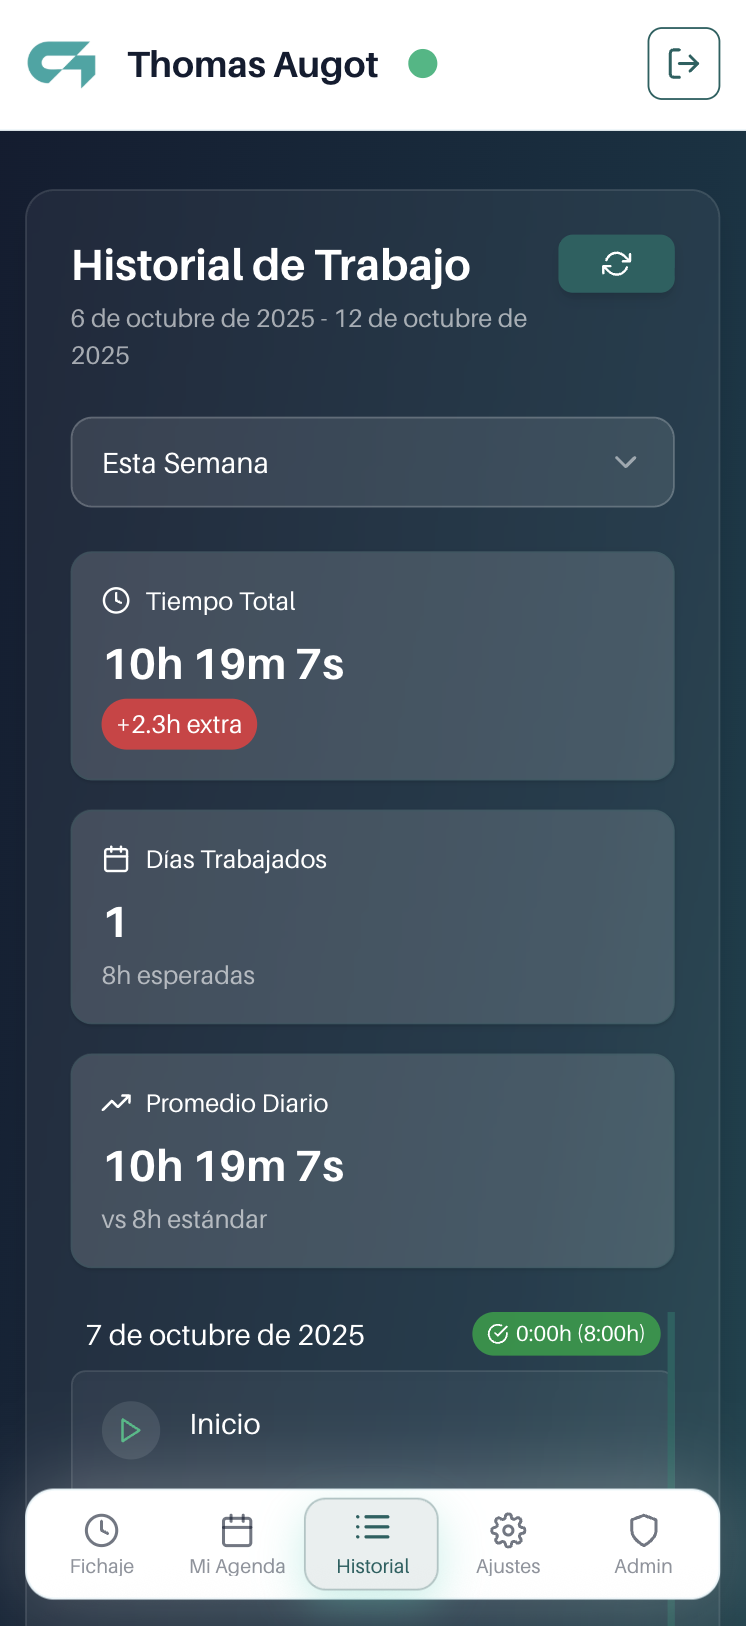 Thomas Augot
Historial de Trabajo
6 de octubre de 2025 - 12 de octubre de
2025
Esta Semana
Tiempo Total
10h 19m 7s
+2.3h extra
Días Trabajados
1
8h esperadas
Promedio Diario
10h 19m 7s
vs 8h estándar
7 de octubre de 2025
0:00h (8:00h)
Inicio
Fichaje
Mi Agenda
Historial
Ajustes
Admin